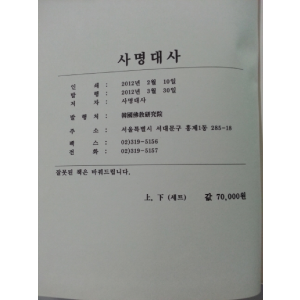 사명대사
인 쇄 : 2012년 3월 10일
발 행 : 2012년 3월 30일
저 자 : 사명대사
발 행 처 : 韓國佛敎硏究院
주 소 : 서울특별시 서대문구 홍제1동 285-18
팩 스 : 02)319-5156
전 화 : 02)319-5157
잘못된 책은 바꿔드립니다.
上, 下 (세트) 값 70,000원